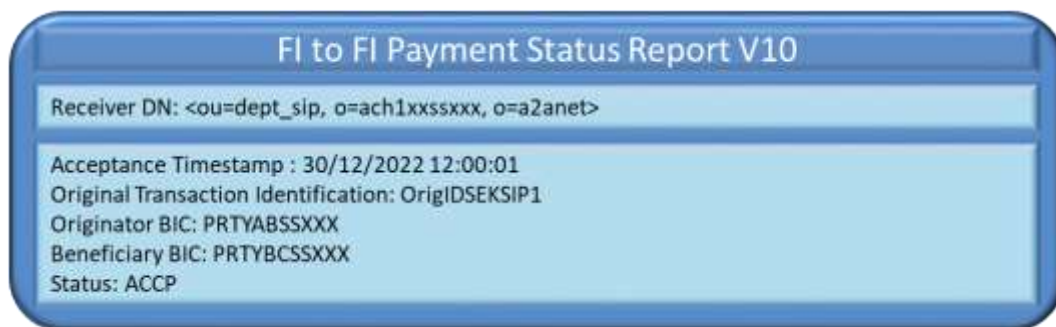 FI to FI Payment Status Report V10
Receiver DN: <ou=dept_sip, o=ach1xxssxxx, o=a2anet>
Acceptance Timestamp : 30/12/2022 12:00:01
Original Transaction Identification: OrigIDSEKSIP1
Originator BIC: PRTYABSSXXX
Beneficiary BIC: PRTYBCSSXXX
Status: ACCP